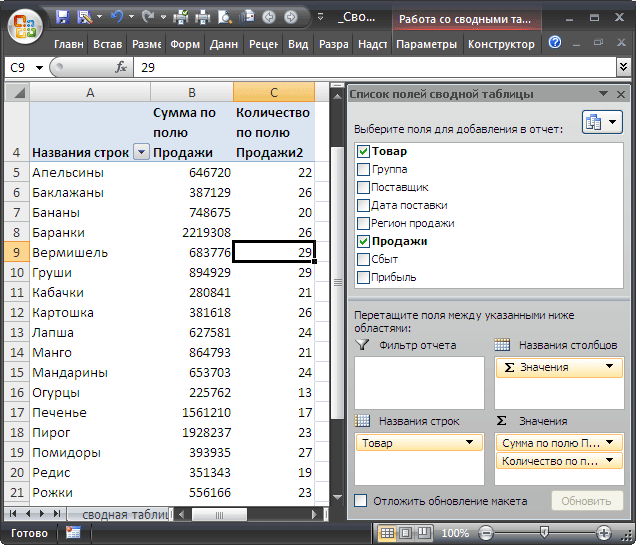 _Сво... Работа со сводными та...
Главн Встав Разме Форм Данн Рецен Вид Разра Надст Параметры Конструктор
C9 fx 29
A B C
4 Названия строк Сумма по полю Продажи Количество по полю Продажи2
5 Апельсины 646720 22
6 Баклажаны 387129 26
7 Бананы 748675 20
8 Баранки 2219308 26
9 Вермишель 683776 29
10 Груши 894929 29
11 Кабачки 280841 21
12 Картошка 381618 26
13 Лапша 627581 24
14 Манго 864793 21
15 Мандарины 653703 24
16 Огурцы 225762 13
17 Печенье 1561210 17
18 Пирог 1928237 23
19 Помидоры 393935 27
20 Редис 351343 19
21 Рожки 556166 23
сводная таблиц
Готово 100%
Список полей сводной таблицы
Выберите поля для добавления в отчет:
Товар
Группа
Поставщик
Дата поставки
Регион продажи
Продажи
Сбыт
Прибыль
Перетащите поля между указанными ниже
областями:
Фильтр отчета Названия столбцов
Σ Значения
Названия строк Σ Значения
Товар Сумма по полю П...
Количество по п...
Отложить обновление макета Обновить